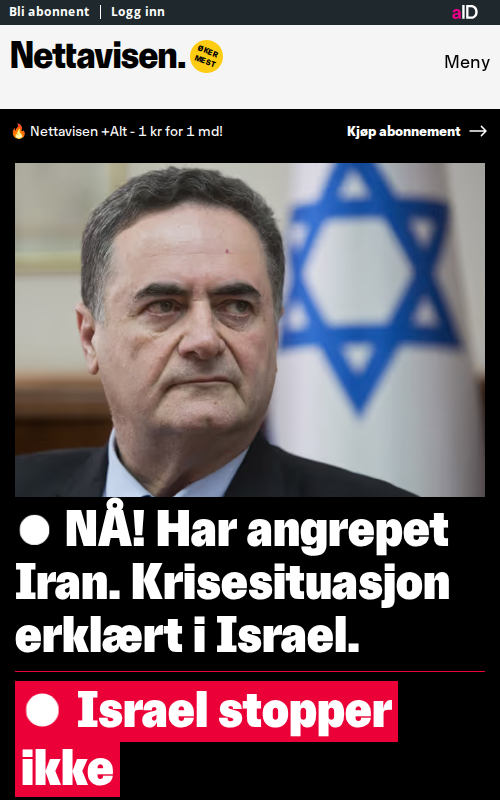 Bli abonnent | Logg inn
aID
Nettavisen.
ØKER
MEST
Meny
🔥 Nettavisen +Alt - 1 kr for 1 md!
Kjøp abonnement →
NÅ! Har angrepet
Iran. Krisesituasjon
erklært i Israel.
Israel stopper
ikke